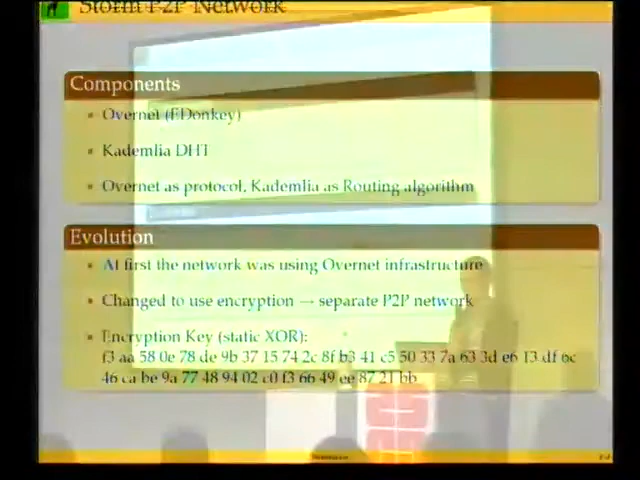 Storm P2P Network
Components
Overnet (EDonkey)
Kademlia DHT
Overnet as protocol, Kademlia as Routing algorithm
Evolution
At first the network was using Overnet infrastructure
Changed to use encryption → separate P2P network
Encryption Key (static XOR):
f3 aa 58 0e 78 de 9b 37 15 74 2c 8f b3 41 c5 50 33 7a 63 3d e6 13 df 6c
46 ca be 9a 77 48 94 02 c0 f3 66 49 ee 87 21 bb